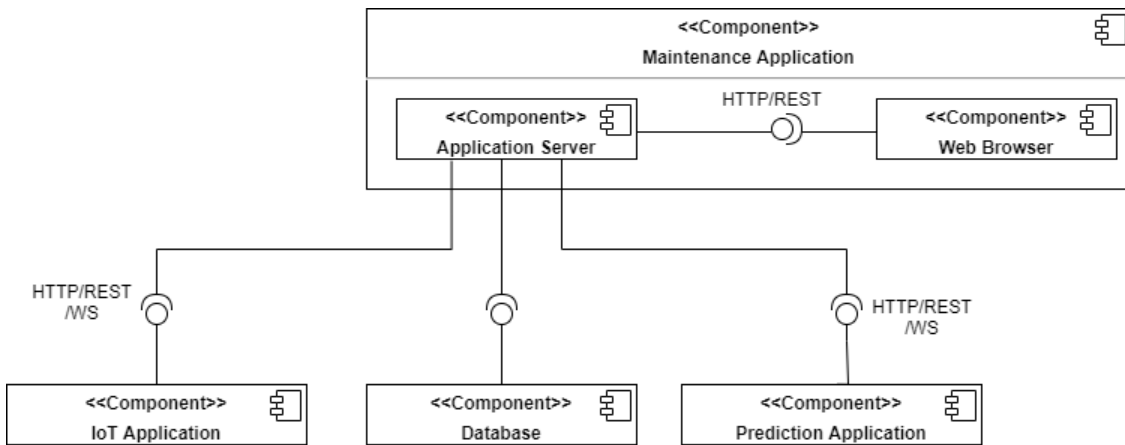 <<Component>>
Maintenance Application
HTTP/REST
<<Component>>
Application Server
<<Component>>
Web Browser
HTTP/REST
/WS
HTTP/REST
/WS
<<Component>>
IoT Application
<<Component>>
Database
<<Component>>
Prediction Application